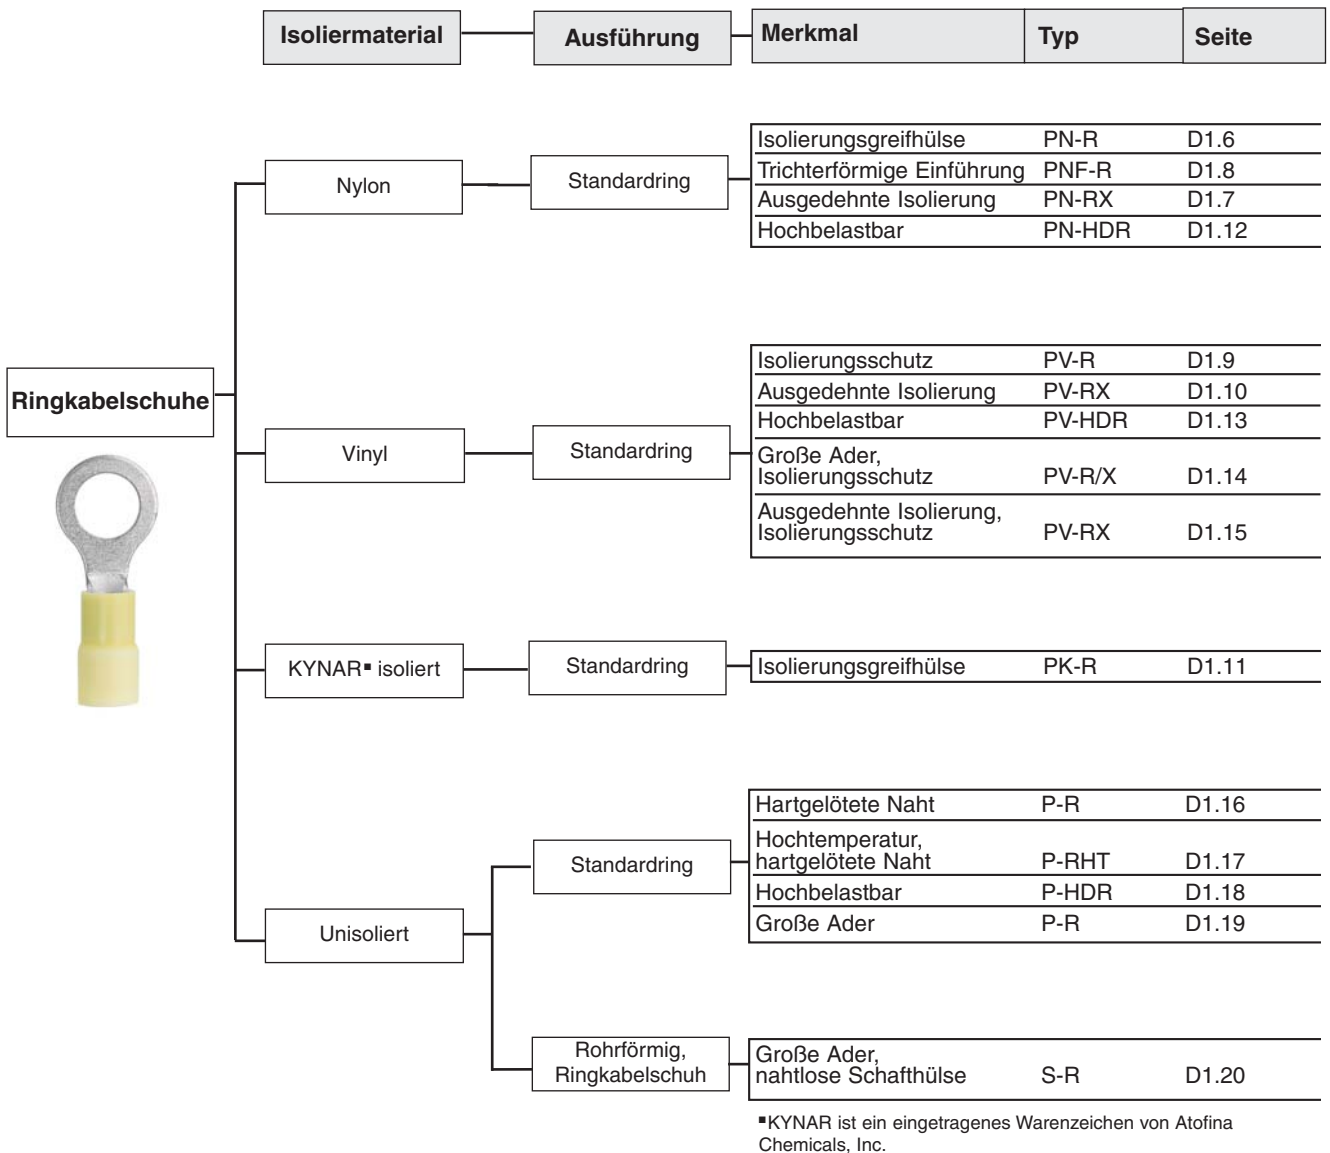 Isoliermaterial Ausführung Merkmal Typ Seite
Isolierungsgreifhülse PN-R D1.6
Trichterförmige Einführung PNF-R D1.8
Nylon Standardring
Ausgedehnte Isolierung PN-RX D1.7
Hochbelastbar PN-HDR D1.12
Isolierungsschutz PV-R D1.9
Ringkabelschuhe
Ausgedehnte Isolierung PV-RX D1.10
Hochbelastbar PV-HDR D1.13
Vinyl Standardring
Große Ader,
Isolierungsschutz PV-R/X D1.14
Ausgedehnte Isolierung,
Isolierungsschutz PV-RX D1.15
KYNAR▪ isoliert Standardring Isolierungsgreifhülse PK-R D1.11
Hartgelötete Naht P-R D1.16
Hochtemperatur,
hartgelötete Naht P-RHT D1.17
Standardring
Hochbelastbar P-HDR D1.18
Große Ader P-R D1.19
Unisoliert
Rohrförmig,
Ringkabelschuh
Große Ader,
nahtlose Schafthülse S-R D1.20
▪KYNAR ist ein eingetragenes Warenzeichen von Atofina
Chemicals, Inc.